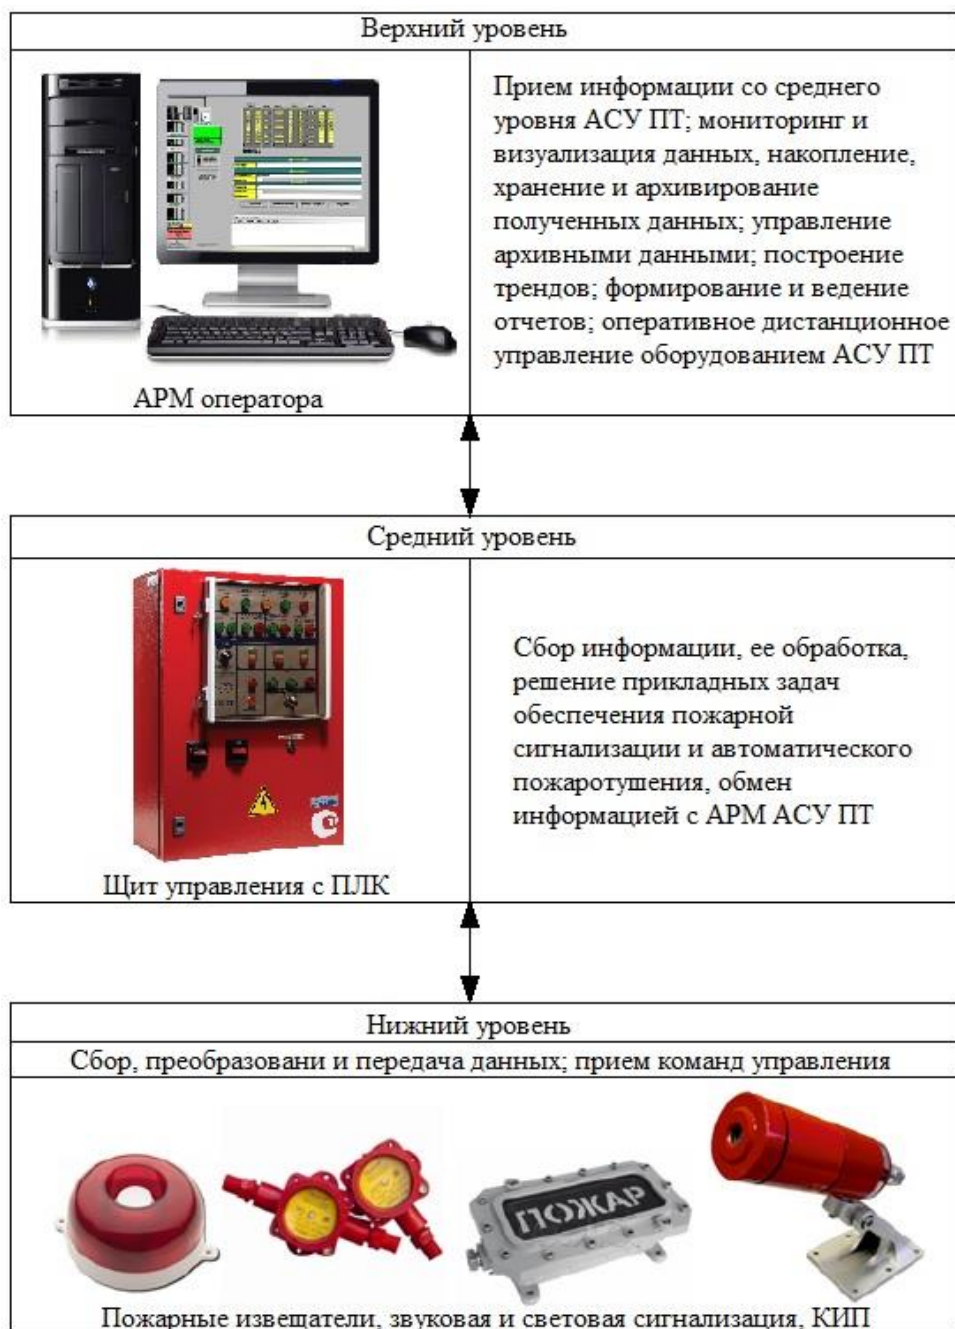 Верхний уровень
Прием информации со среднего
уровня АСУ ПТ; мониторинг и
визуализация данных, накопление,
хранение и архивирование
полученных данных; управление
архивными данными; построение
трендов; формирование и ведение
отчетов; оперативное дистанционное
управление оборудованием АСУ ПТ
АРМ оператора
Средний уровень
Сбор информации, ее обработка,
решение прикладных задач
обеспечения пожарной
сигнализации и автоматического
пожаротушения, обмен
информацией с АРМ АСУ ПТ
Щит управления с ПЛК
Нижний уровень
Сбор, преобразовани и передача данных; прием команд управления
ПОЖАР
Пожарные извещатели, звуковая и световая сигнализация, КИП